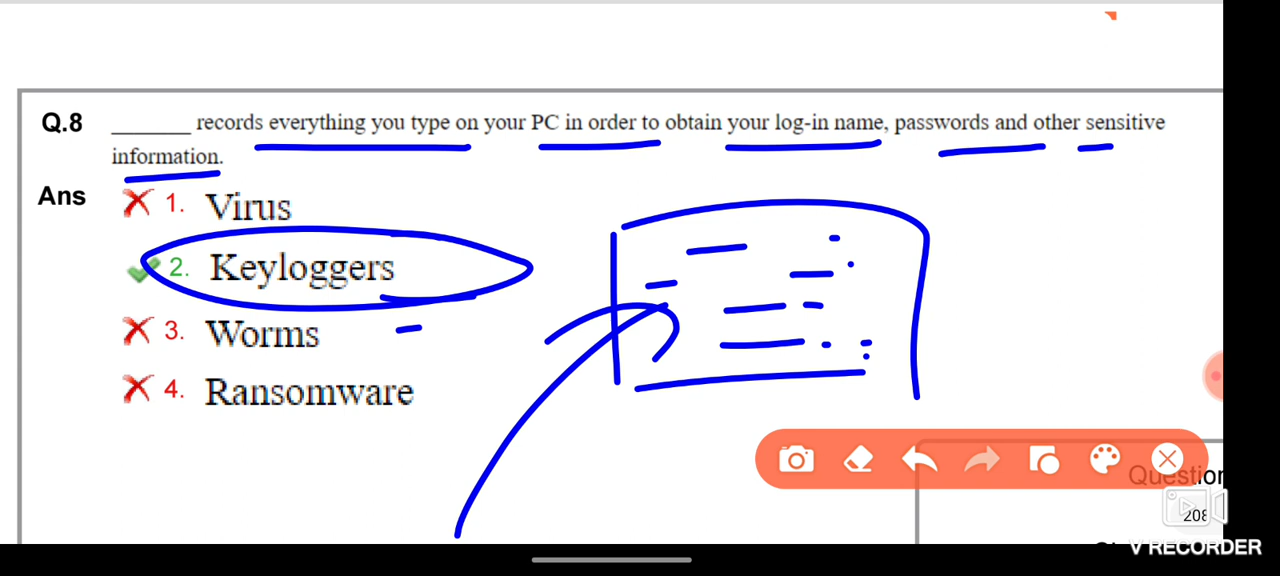 Q.8 ______ records everything you type on your PC in order to obtain your log-in name, passwords and other sensitive
information.
Ans 1. Virus
2. Keyloggers
3. Worms
4. Ransomware
Question
208
V RECORDER